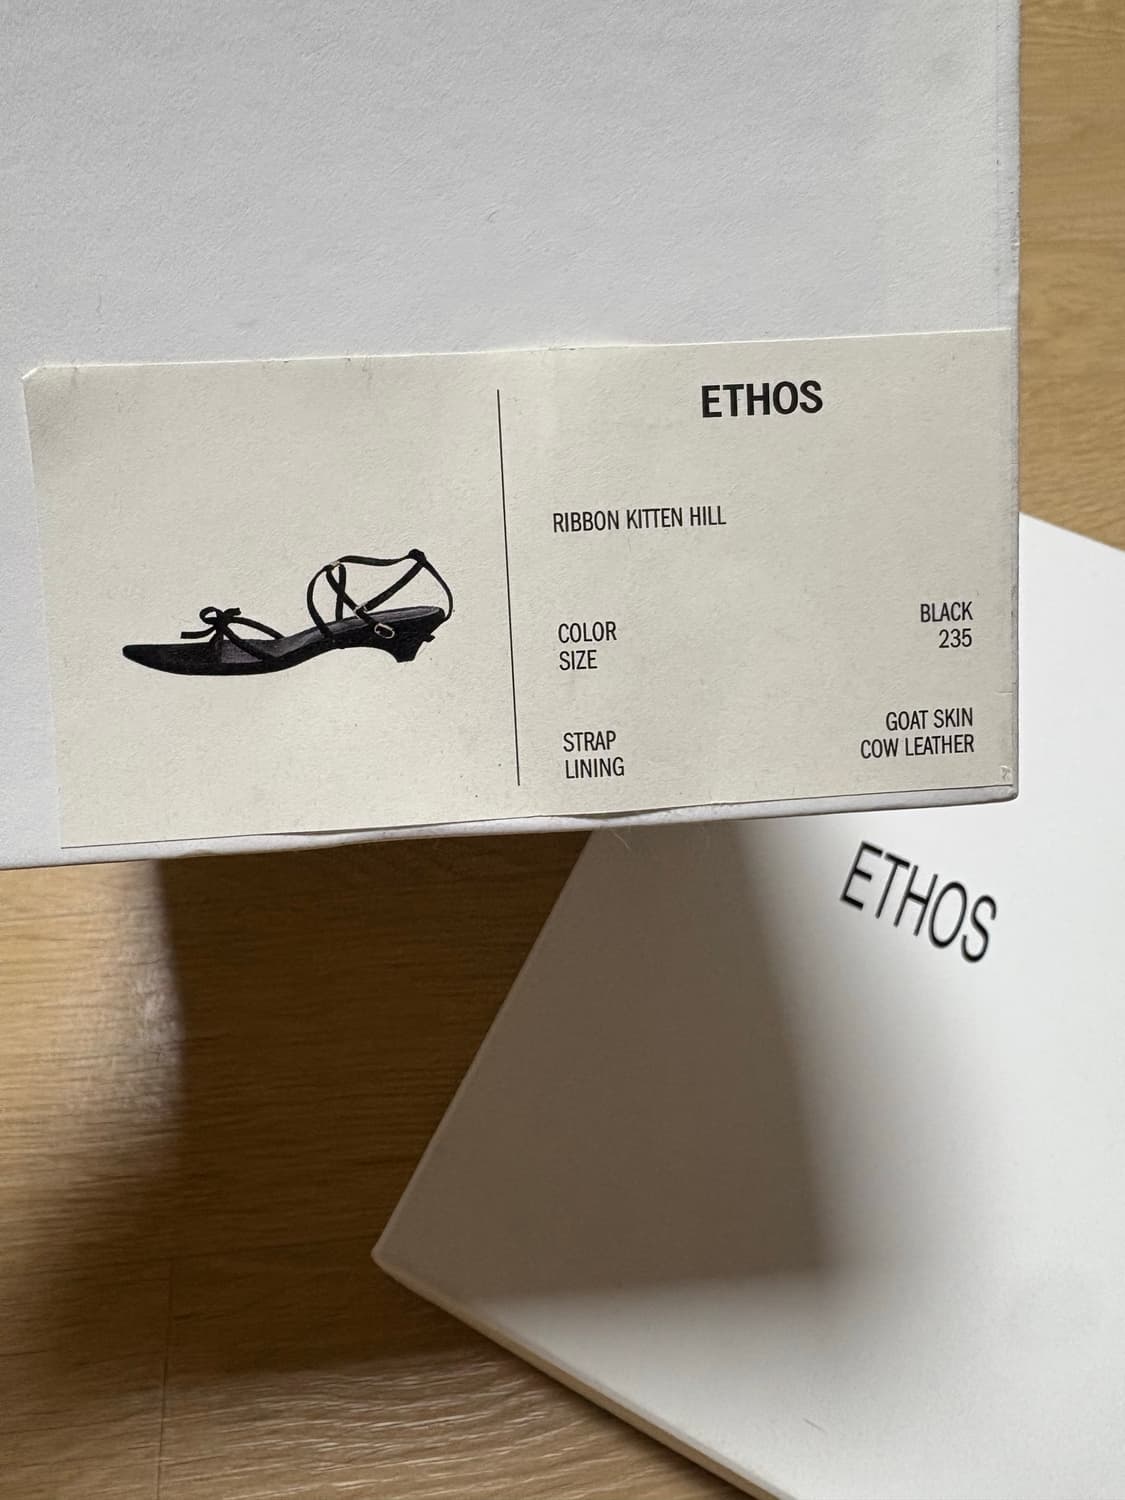 ETHOS
RIBBON KITTEN HILL
COLOR BLACK
SIZE 235
STRAP GOAT SKIN
LINING COW LEATHER
ETHOS